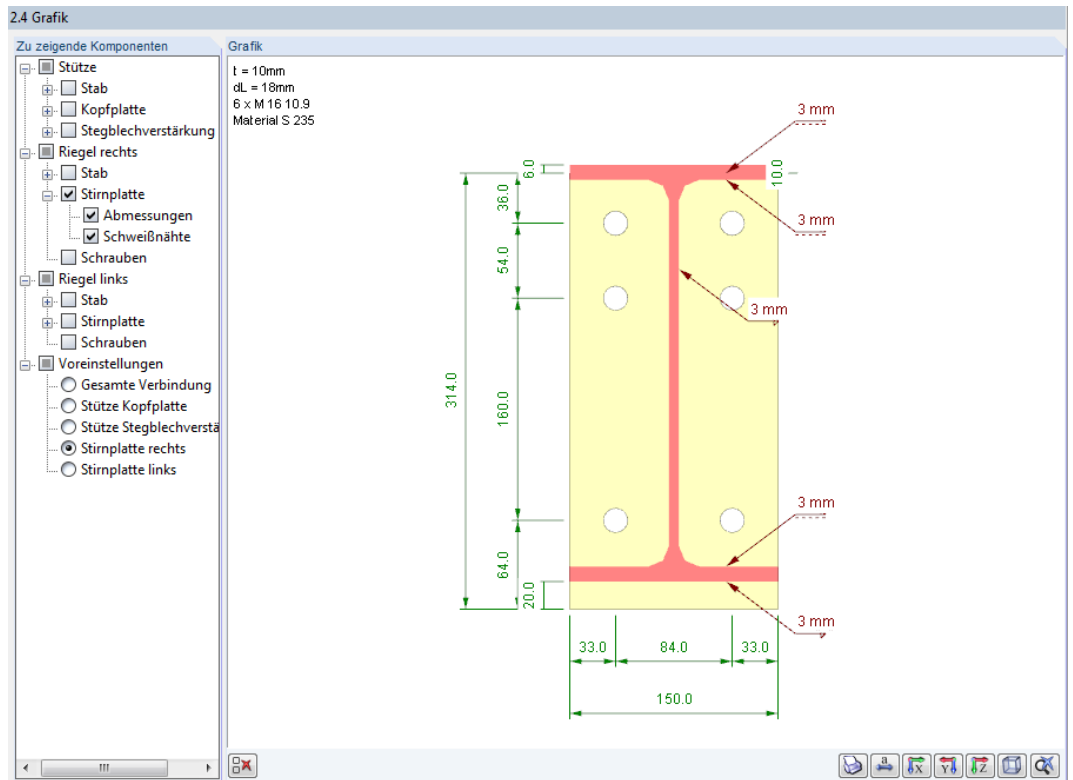 2.4 Grafik
Zu zeigende Komponenten
Stütze
Stab
Kopfplatte
Stegblechverstärkung
Riegel rechts
Stab
Stirnplatte
Abmessungen
Schweißnähte
Schrauben
Riegel links
Stab
Stirnplatte
Schrauben
Voreinstellungen
Gesamte Verbindung
Stütze Kopfplatte
Stütze Stegblechverstä
Stirnplatte rechts
Stirnplatte links
Grafik
t = 10mm
dL = 18mm
6 x M 16 10.9
Material S 235
3 mm
6.0
10.0
36.0
3 mm
54.0
3 mm
314.0
160.0
3 mm
64.0
20.0
3 mm
33.0 84.0 33.0
150.0
a
X
Y
Z